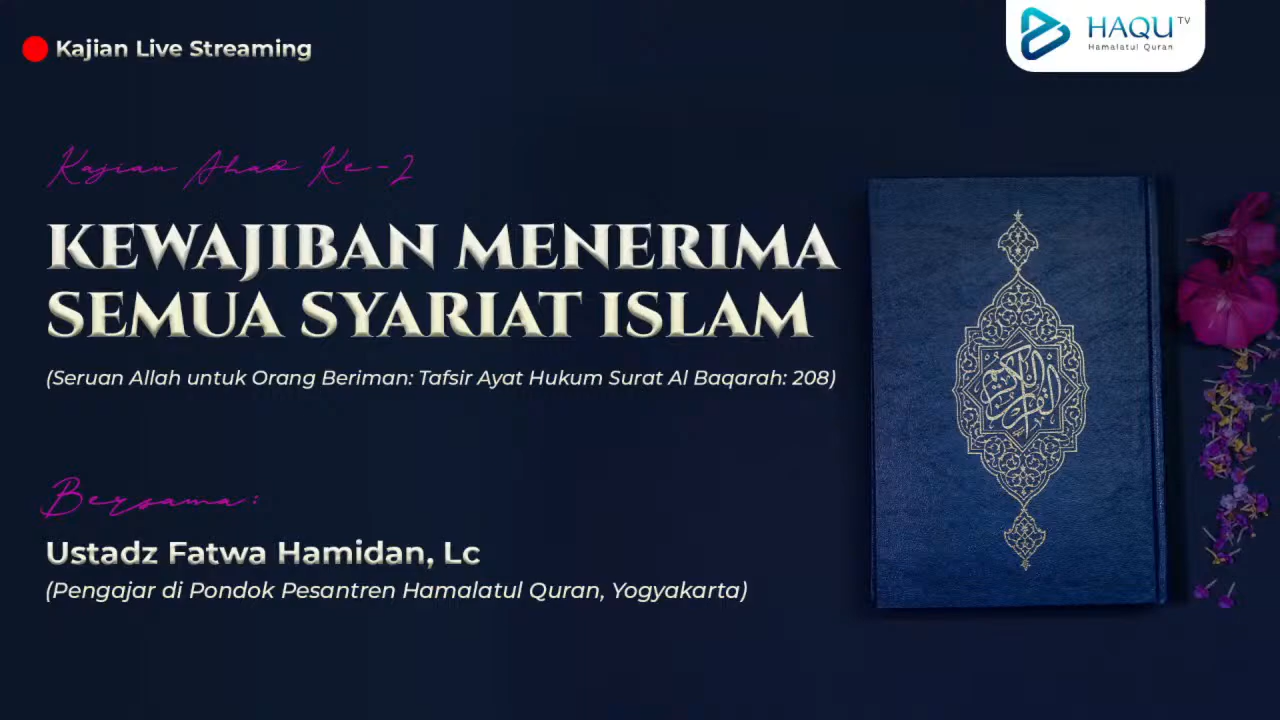 Kajian Live Streaming
HAQU TV
Hamalatul Quran
Kajian Ahad Ke-2
KEWAJIBAN MENERIMA
SEMUA SYARIAT ISLAM
(Seruan Allah untuk Orang Beriman: Tafsir Ayat Hukum Surat Al Baqarah: 208)
القرآن الكريم
Bersama:
Ustadz Fatwa Hamidan, Lc
(Pengajar di Pondok Pesantren Hamalatul Quran, Yogyakarta)